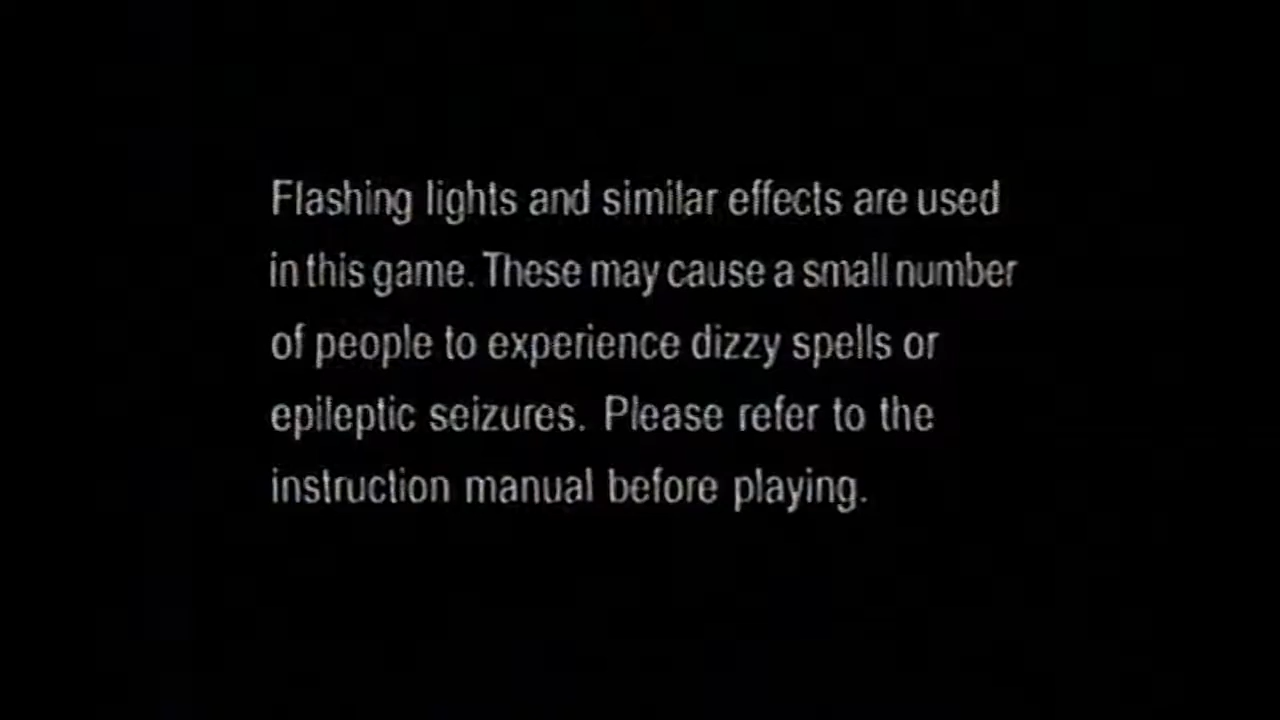 Flashing lights and similar effects are used
in this game. These may cause a small number
of people to experience dizzy spells or
epileptic seizures. Please refer to the
instruction manual before playing.